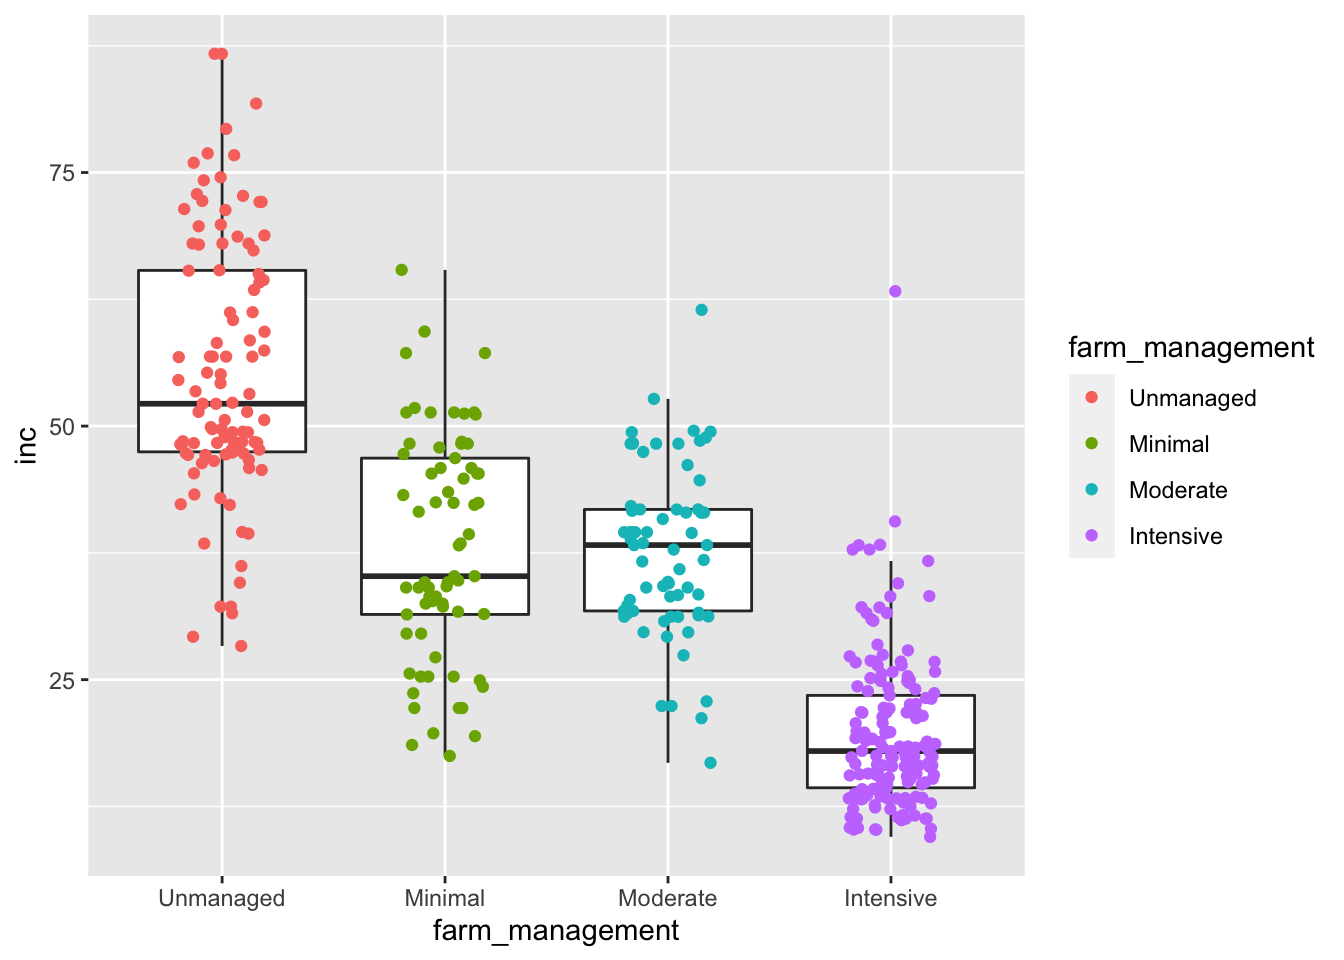 75
50
25
inc
Unmanaged
Minimal
Moderate
Intensive
farm_management
farm_management
Unmanaged
Minimal
Moderate
Intensive